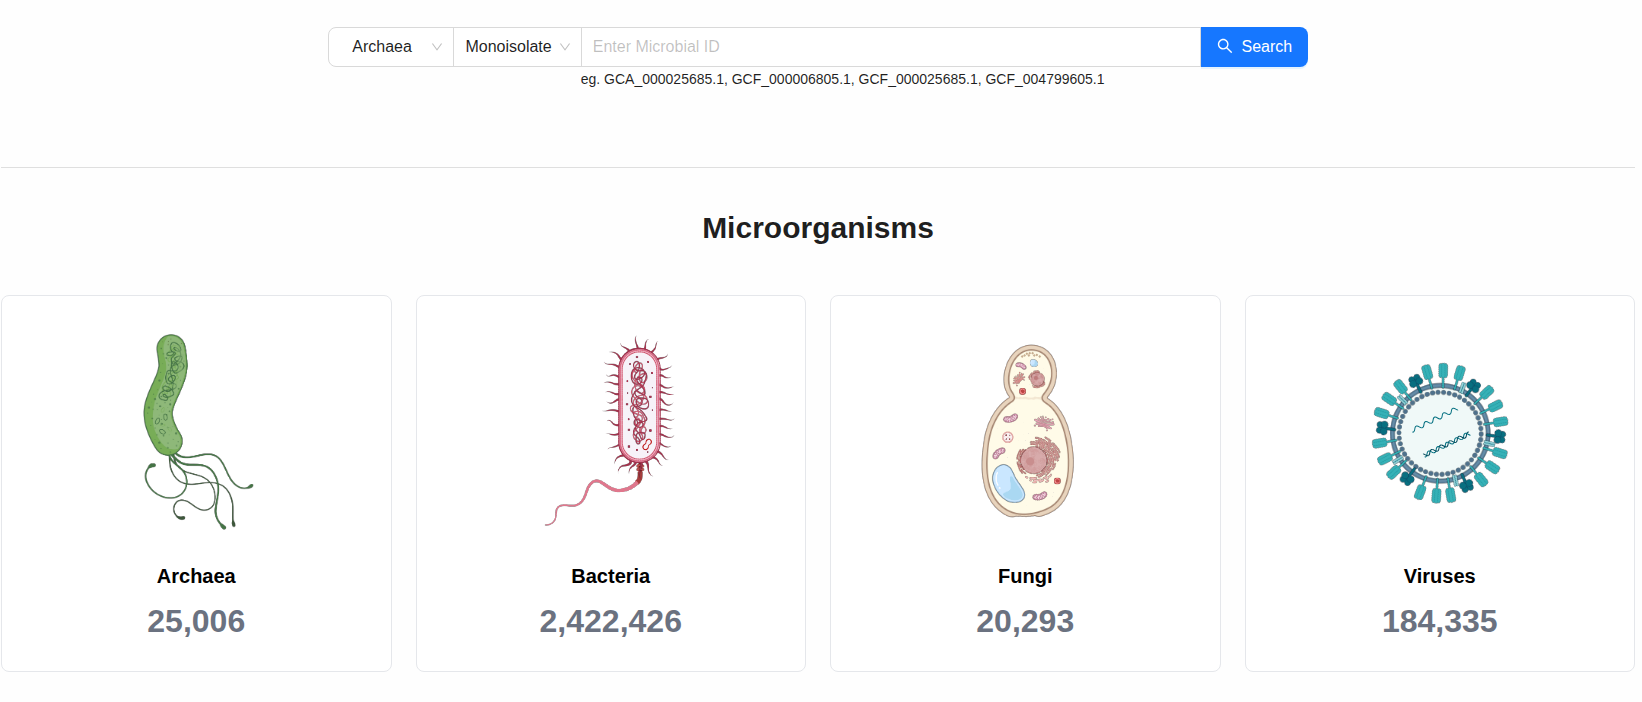 Archaea Monoisolate Enter Microbial ID Search
eg. GCA_000025685.1, GCF_000006805.1, GCF_000025685.1, GCF_004799605.1
Microorganisms
Archaea
25,006
Bacteria
2,422,426
Fungi
20,293
Viruses
184,335